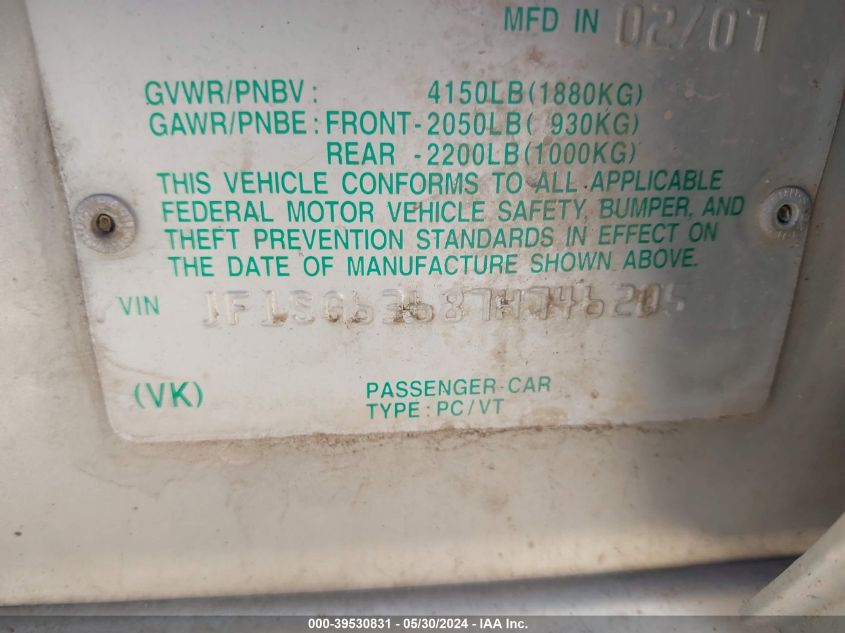 MFD IN 02/07
GVWR/PNBV : 4150LB(1880KG)
GAWR/PNBE : FRONT-2050LB( 930KG)
REAR -2200LB(1000KG)
THIS VEHICLE CONFORMS TO ALL APPLICABLE
FEDERAL MOTOR VEHICLE SAFETY, BUMPER, AND
THEFT PREVENTION STANDARDS IN EFFECT ON
THE DATE OF MANUFACTURE SHOWN ABOVE.
VIN JF1SG63687H746205
(VK) PASSENGER-CAR
TYPE : PC/VT
000-39530831 - 05/30/2024 - IAA Inc.